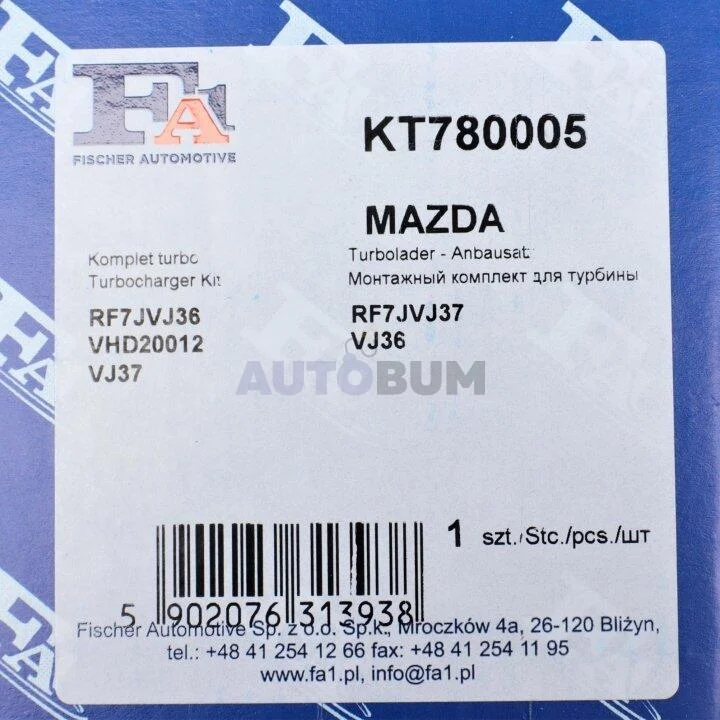 FA1
FISCHER AUTOMOTIVE
KT780005
MAZDA
Komplet turbo
Turbocharger Kit
Turbolader - Anbausat
Монтажный комплект для турбины
RF7JVJ36
VHD20012
VJ37
RF7JVJ37
VJ36
AUTOBUM
1 szt./Stc./pcs./шт
5 902076 313938
Fischer Automotive Sp. z o.o. Sp.k., Mroczków 4a, 26-120 Bliżyn,
tel.: +48 41 254 12 66 fax: +48 41 254 11 95
www.fa1.pl, info@fa1.pl